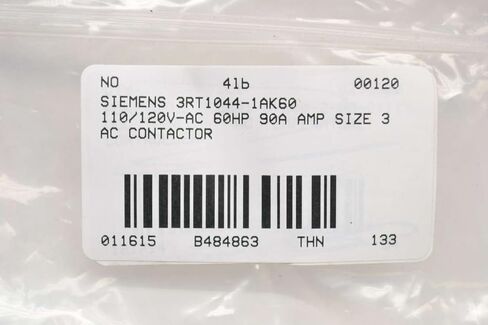 NO 4lb 00120
SIEMENS 3RT1044-1AK60
110/120V-AC 60HP 90A AMP SIZE 3
AC CONTACTOR
011615 B484863 THN 133